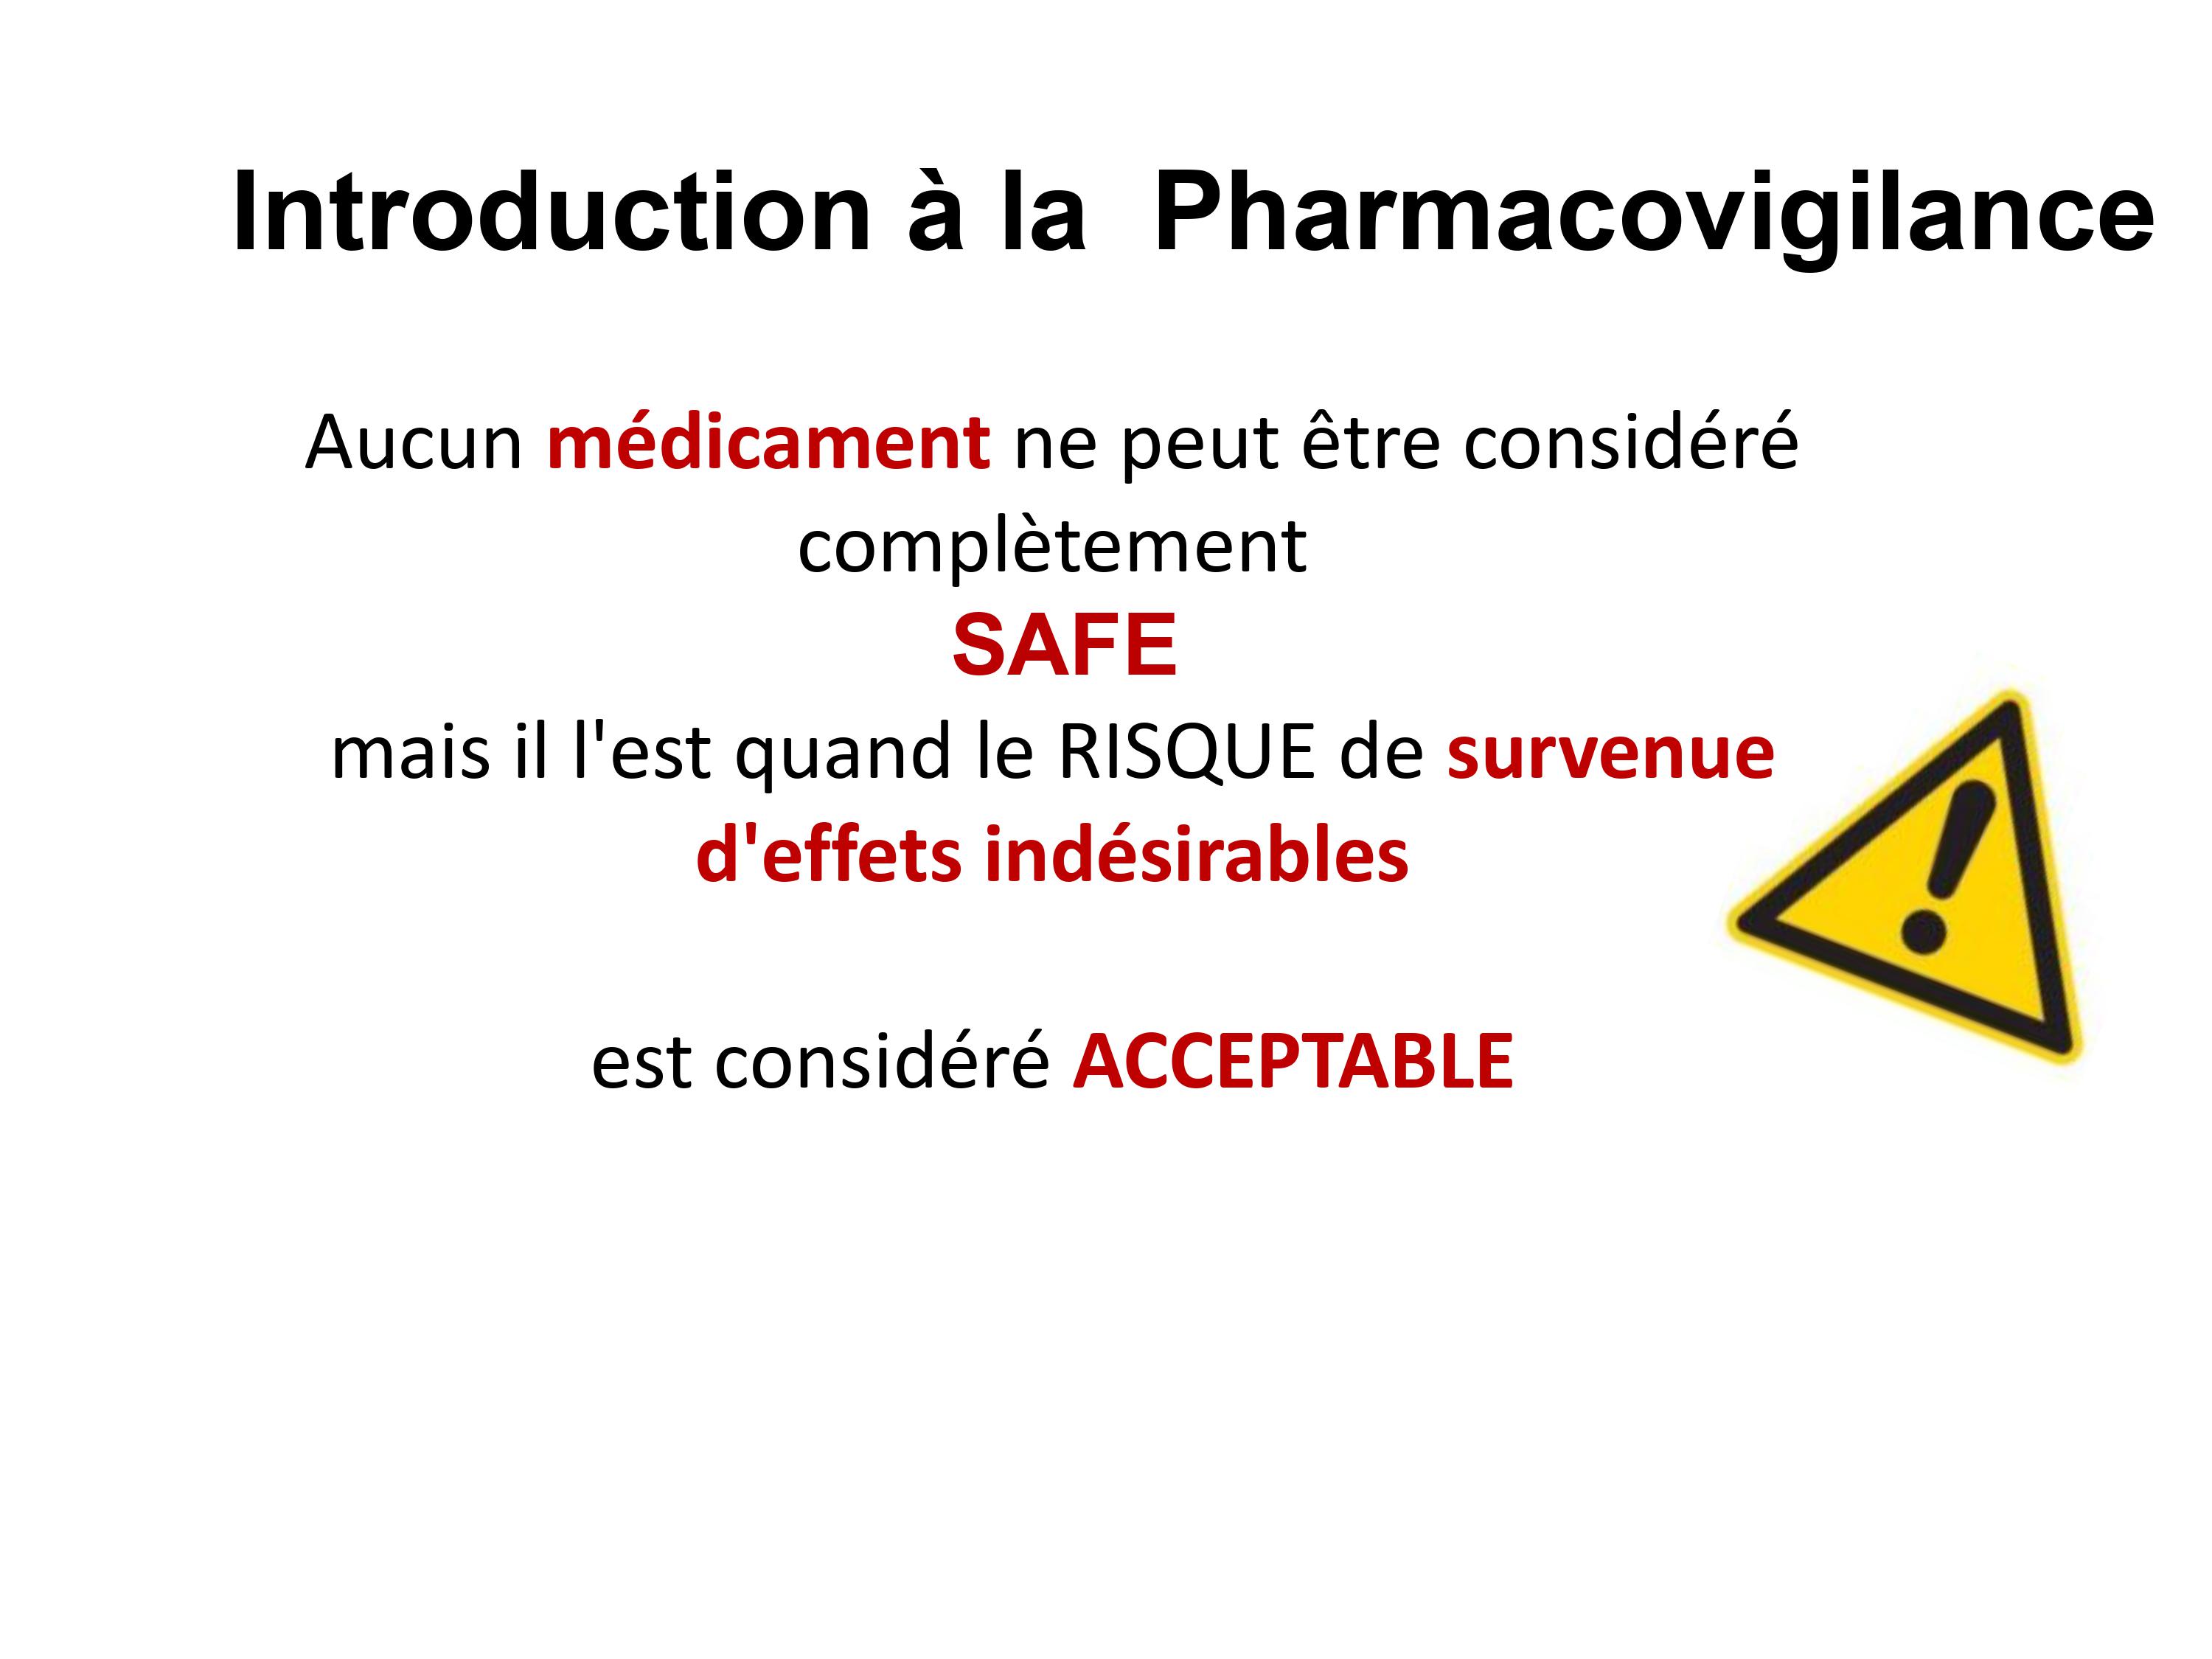 Introduction à la  Pharmacovigilance
Aucun médicament ne peut être considéré
complètement
SAFE
mais il l'est quand le RISQUE de survenue
d'effets indésirables
est considéré ACCEPTABLE